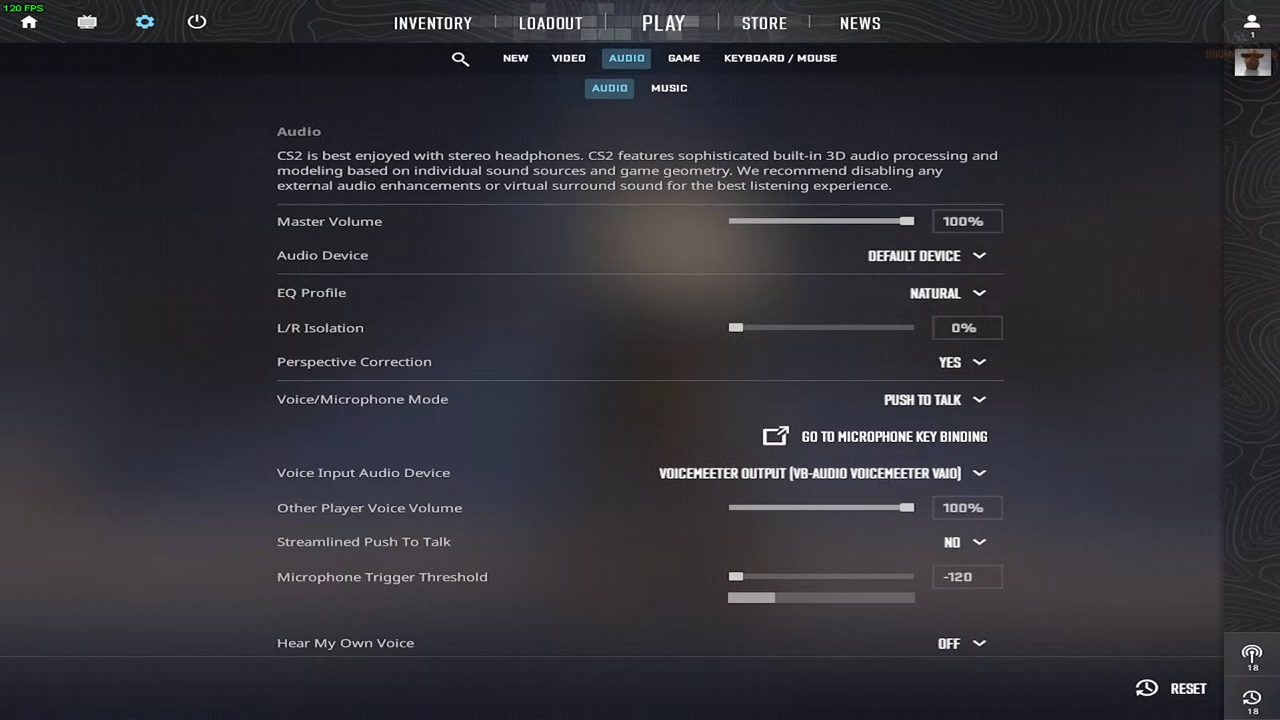 120 FPS
INVENTORY
LOADOUT
PLAY
STORE
NEWS
1
NEW
VIDEO
AUDIO
GAME
KEYBOARD / MOUSE
AUDIO
MUSIC
Audio
CS2 is best enjoyed with stereo headphones. CS2 features sophisticated built-in 3D audio processing and
modeling based on individual sound sources and game geometry. We recommend disabling any
external audio enhancements or virtual surround sound for the best listening experience.
Master Volume 100%
Audio Device DEFAULT DEVICE
EQ Profile NATURAL
L/R Isolation 0%
Perspective Correction YES
Voice/Microphone Mode PUSH TO TALK
GO TO MICROPHONE KEY BINDING
Voice Input Audio Device VOICEMEETER OUTPUT (VB-AUDIO VOICEMEETER VAIO)
Other Player Voice Volume 100%
Streamlined Push To Talk NO
Microphone Trigger Threshold -120
Hear My Own Voice OFF
18
RESET
18